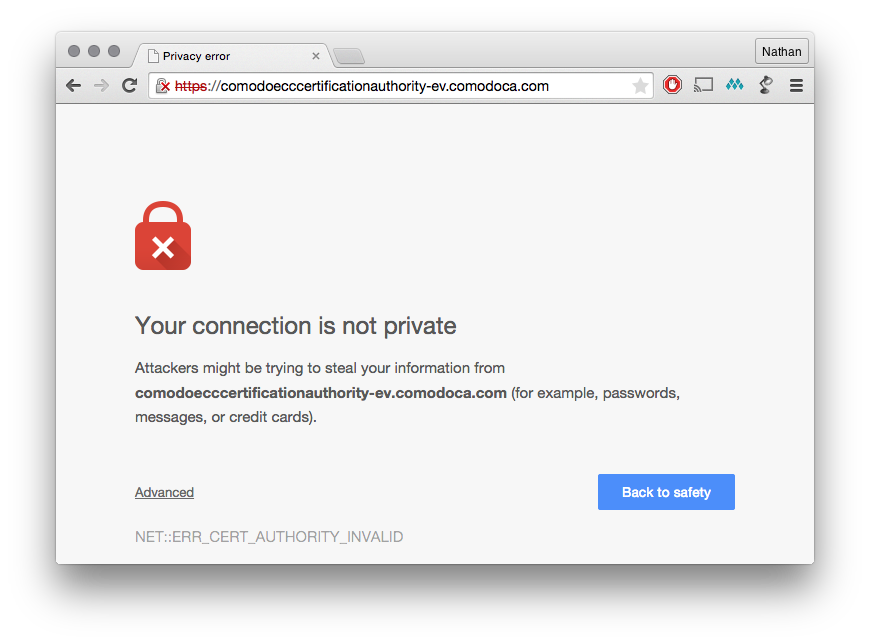 Privacy error
Nathan
https://comodoecccertificationauthority-ev.comodoca.com
Your connection is not private
Attackers might be trying to steal your information from
comodoecccertificationauthority-ev.comodoca.com (for example, passwords,
messages, or credit cards).
Advanced
Back to safety
NET::ERR_CERT_AUTHORITY_INVALID